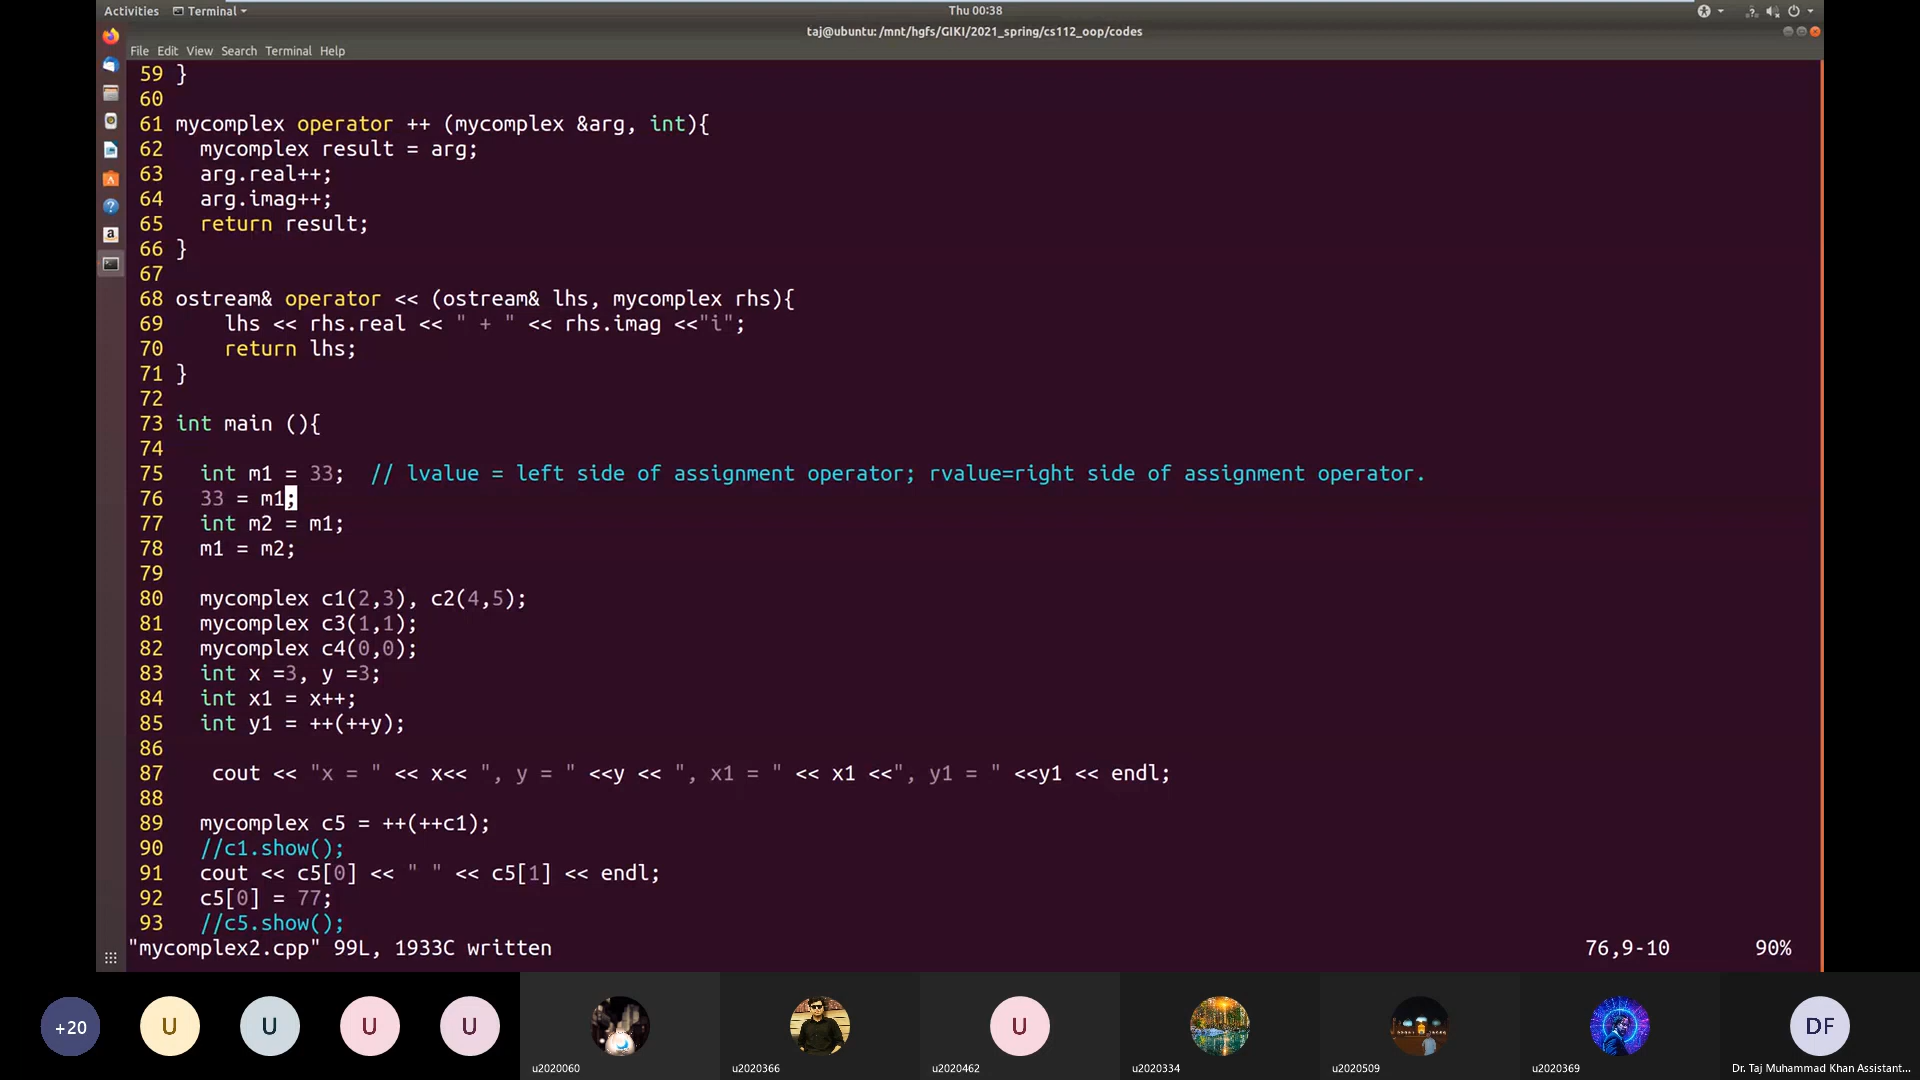 Activities Terminal Thu 00:38
taj@ubuntu: /mnt/hgfs/GIKI/2021_spring/cs112_oop/codes
File Edit View Search Terminal Help
59 }
60
61 mycomplex operator ++ (mycomplex &arg, int){
62   mycomplex result = arg;
63   arg.real++;
64   arg.imag++;
65   return result;
66 }
67
68 ostream& operator << (ostream& lhs, mycomplex rhs){
69     lhs << rhs.real << " + " << rhs.imag <<"i";
70     return lhs;
71 }
72
73 int main (){
74
75   int m1 = 33;  // lvalue = left side of assignment operator; rvalue=right side of assignment operator.
76   33 = m1;
77   int m2 = m1;
78   m1 = m2;
79
80   mycomplex c1(2,3), c2(4,5);
81   mycomplex c3(1,1);
82   mycomplex c4(0,0);
83   int x =3, y =3;
84   int x1 = x++;
85   int y1 = ++(++y);
86
87    cout << "x = " << x<< ", y = " <<y << ", x1 = " << x1 <<", y1 = " <<y1 << endl;
88
89   mycomplex c5 = ++(++c1);
90   //c1.show();
91   cout << c5[0] << " " << c5[1] << endl;
92   c5[0] = 77;
93   //c5.show();
"mycomplex2.cpp" 99L, 1933C written 76,9-10 90%
+20 U U U U U DF
u2020060 u2020366 u2020462 u2020334 u2020509 u2020369 Dr. Taj Muhammad Khan Assistant...